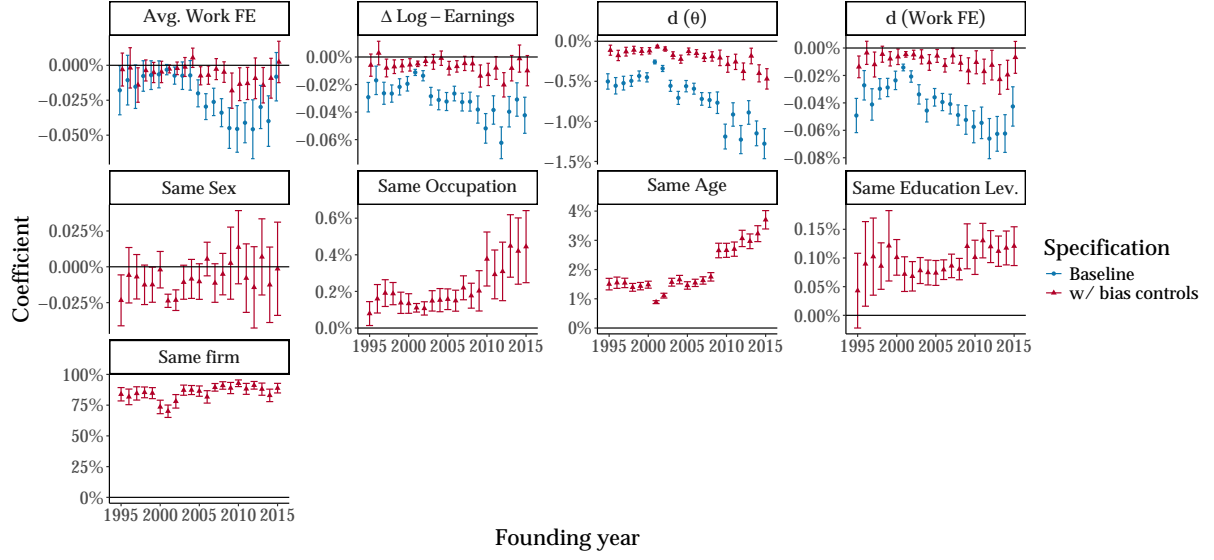 Avg. Work FE
Δ Log – Earnings
d (θ)
d (Work FE)
0.000%
−0.025%
−0.050%
0.00%
−0.02%
−0.04%
−0.06%
0.0%
−0.5%
−1.0%
−1.5%
0.00%
−0.02%
−0.04%
−0.06%
−0.08%
Same Sex
Same Occupation
Same Age
Same Education Lev.
0.025%
0.000%
−0.025%
0.6%
0.4%
0.2%
0.0%
4%
3%
2%
1%
0%
0.15%
0.10%
0.05%
0.00%
1995 2000 2005 2010 2015
1995 2000 2005 2010 2015
1995 2000 2005 2010 2015
Same firm
100%
75%
50%
25%
0%
1995 2000 2005 2010 2015
Coefficient
Founding year
Specification
Baseline
w/ bias controls